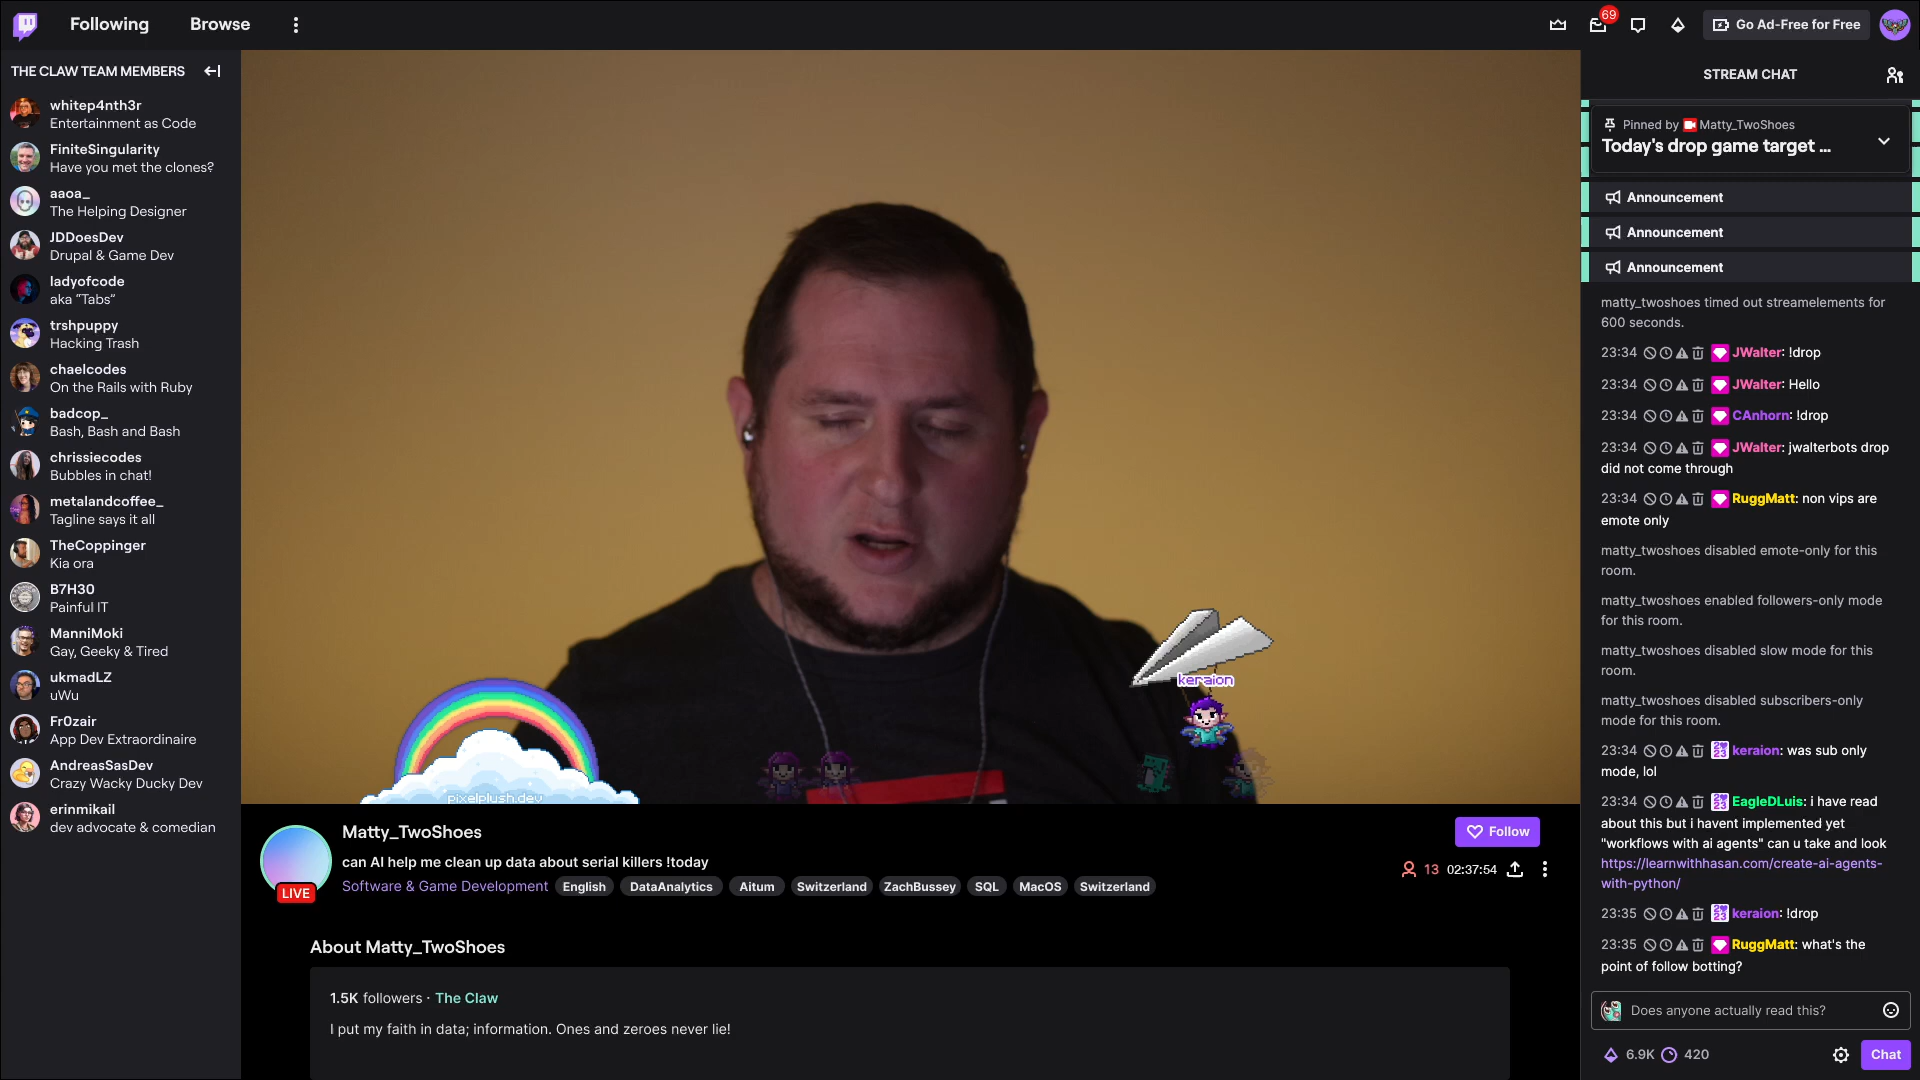 Following
Browse
69
Go Ad-Free for Free
THE CLAW TEAM MEMBERS
whitep4nth3r
Entertainment as Code
FiniteSingularity
Have you met the clones?
aaoa_
The Helping Designer
JDDoesDev
Drupal & Game Dev
ladyofcode
aka “Tabs”
trshpuppy
Hacking Trash
chaelcodes
On the Rails with Ruby
badcop_
Bash, Bash and Bash
chrissiecodes
Bubbles in chat!
metalandcoffee_
Tagline says it all
TheCoppinger
Kia ora
B7H30
Painful IT
ManniMoki
Gay, Geeky & Tired
ukmadLZ
uWu
Fr0zair
App Dev Extraordinaire
AndreasSasDev
Crazy Wacky Ducky Dev
erinmikail
dev advocate & comedian
keraion
pixelplush.dev
LIVE
Matty_TwoShoes
can AI help me clean up data about serial killers !today
Software & Game Development English DataAnalytics Aitum Switzerland ZachBussey SQL MacOS Switzerland
Follow
13 02:37:54
About Matty_TwoShoes
1.5K followers · The Claw
I put my faith in data; information. Ones and zeroes never lie!
STREAM CHAT
Pinned by Matty_TwoShoes
Today's drop game target ...
Announcement
Announcement
Announcement
matty_twoshoes timed out streamelements for
600 seconds.
23:34 JWalter: !drop
23:34 JWalter: Hello
23:34 CAnhorn: !drop
23:34 JWalter: jwalterbots drop
did not come through
23:34 RuggMatt: non vips are
emote only
matty_twoshoes disabled emote-only for this
room.
matty_twoshoes enabled followers-only mode
for this room.
matty_twoshoes disabled slow mode for this
room.
matty_twoshoes disabled subscribers-only
mode for this room.
23:34 keraion: was sub only
mode, lol
23:34 EagleDLuis: i have read
about this but i havent implemented yet
"workflows with ai agents" can u take and look
https://learnwithhasan.com/create-ai-agents-
with-python/
23:35 keraion: !drop
23:35 RuggMatt: what's the
point of follow botting?
Does anyone actually read this?
6.9K 420
Chat